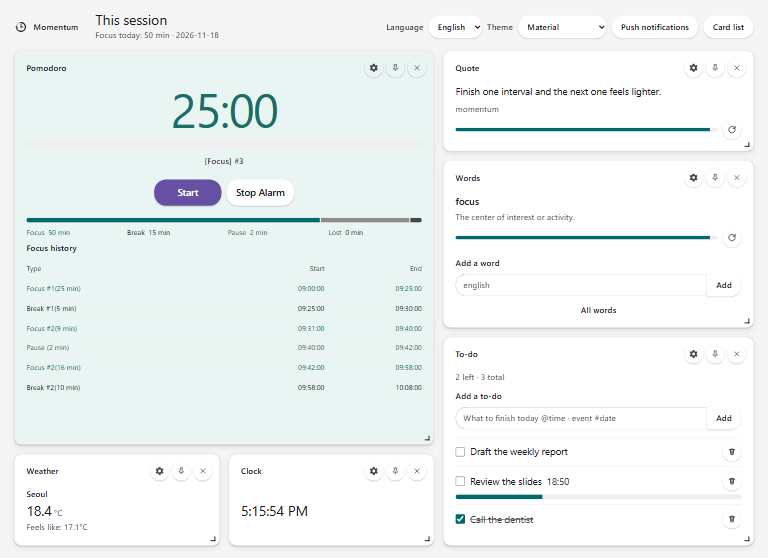 Momentum
This session
Focus today: 50 min · 2026-11-18
Language English Theme Material Push notifications Card list
Pomodoro
25:00
[Focus] #3
Start Stop Alarm
Focus 50 min Break 15 min Pause 2 min Lost 0 min
Focus history
Type Start End
Focus #1(25 min) 09:00:00 09:25:00
Break #1(5 min) 09:25:00 09:30:00
Focus #2(9 min) 09:31:00 09:40:00
Pause (2 min) 09:40:00 09:42:00
Focus #2(16 min) 09:42:00 09:58:00
Break #2(10 min) 09:58:00 10:08:00
Weather
Seoul
18.4 °C
Feels like: 17.1°C
Clock
5:15:54 PM
Quote
Finish one interval and the next one feels lighter.
momentum
Words
focus
The center of interest or activity.
Add a word
english Add
All words
To-do
2 left · 3 total
Add a to-do
What to finish today @time · event #date Add
Draft the weekly report
Review the slides 18:50
Call the dentist